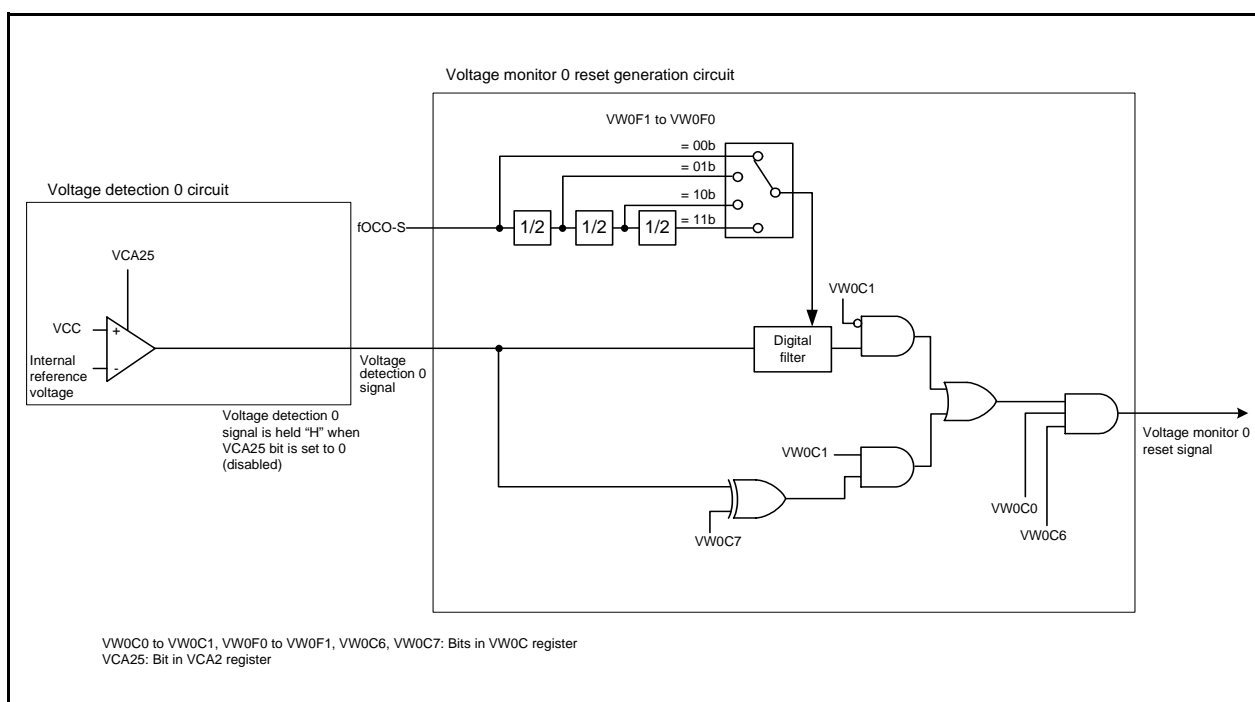 Voltage monitor 0 reset generation circuit
VW0F1 to VW0F0
= 00b
= 01b
= 10b
= 11b
Voltage detection 0 circuit
fOCO-S
1/2
1/2
1/2
VCA25
VCC
+
Internal
reference
voltage
-
Voltage
detection 0
signal
Digital
filter
VW0C1
Voltage detection 0
signal is held “H” when
VCA25 bit is set to 0
(disabled)
VW0C1
VW0C7
Voltage monitor 0
reset signal
VW0C0
VW0C6
VW0C0 to VW0C1, VW0F0 to VW0F1, VW0C6, VW0C7: Bits in VW0C register
VCA25: Bit in VCA2 register